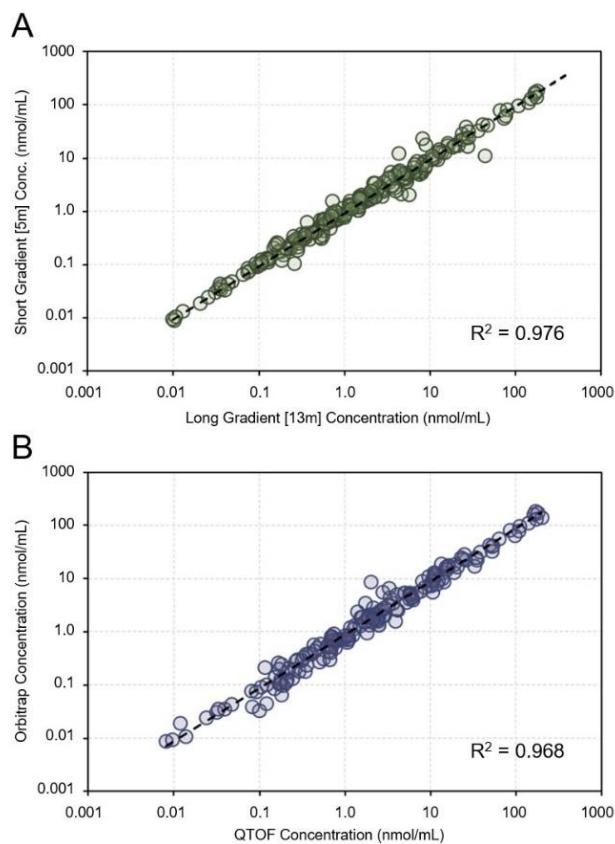 A
1000
100
10
1.0
0.1
0.01
0.001
Short Gradient [5m] Conc. (nmol/mL)
R² = 0.976
0.001 0.01 0.1 1.0 10 100 1000
Long Gradient [13m] Concentration (nmol/mL)
B
1000
100
10
1.0
0.1
0.01
0.001
Orbitrap Concentration (nmol/mL)
R² = 0.968
0.001 0.01 0.1 1.0 10 100 1000
QTOF Concentration (nmol/mL)